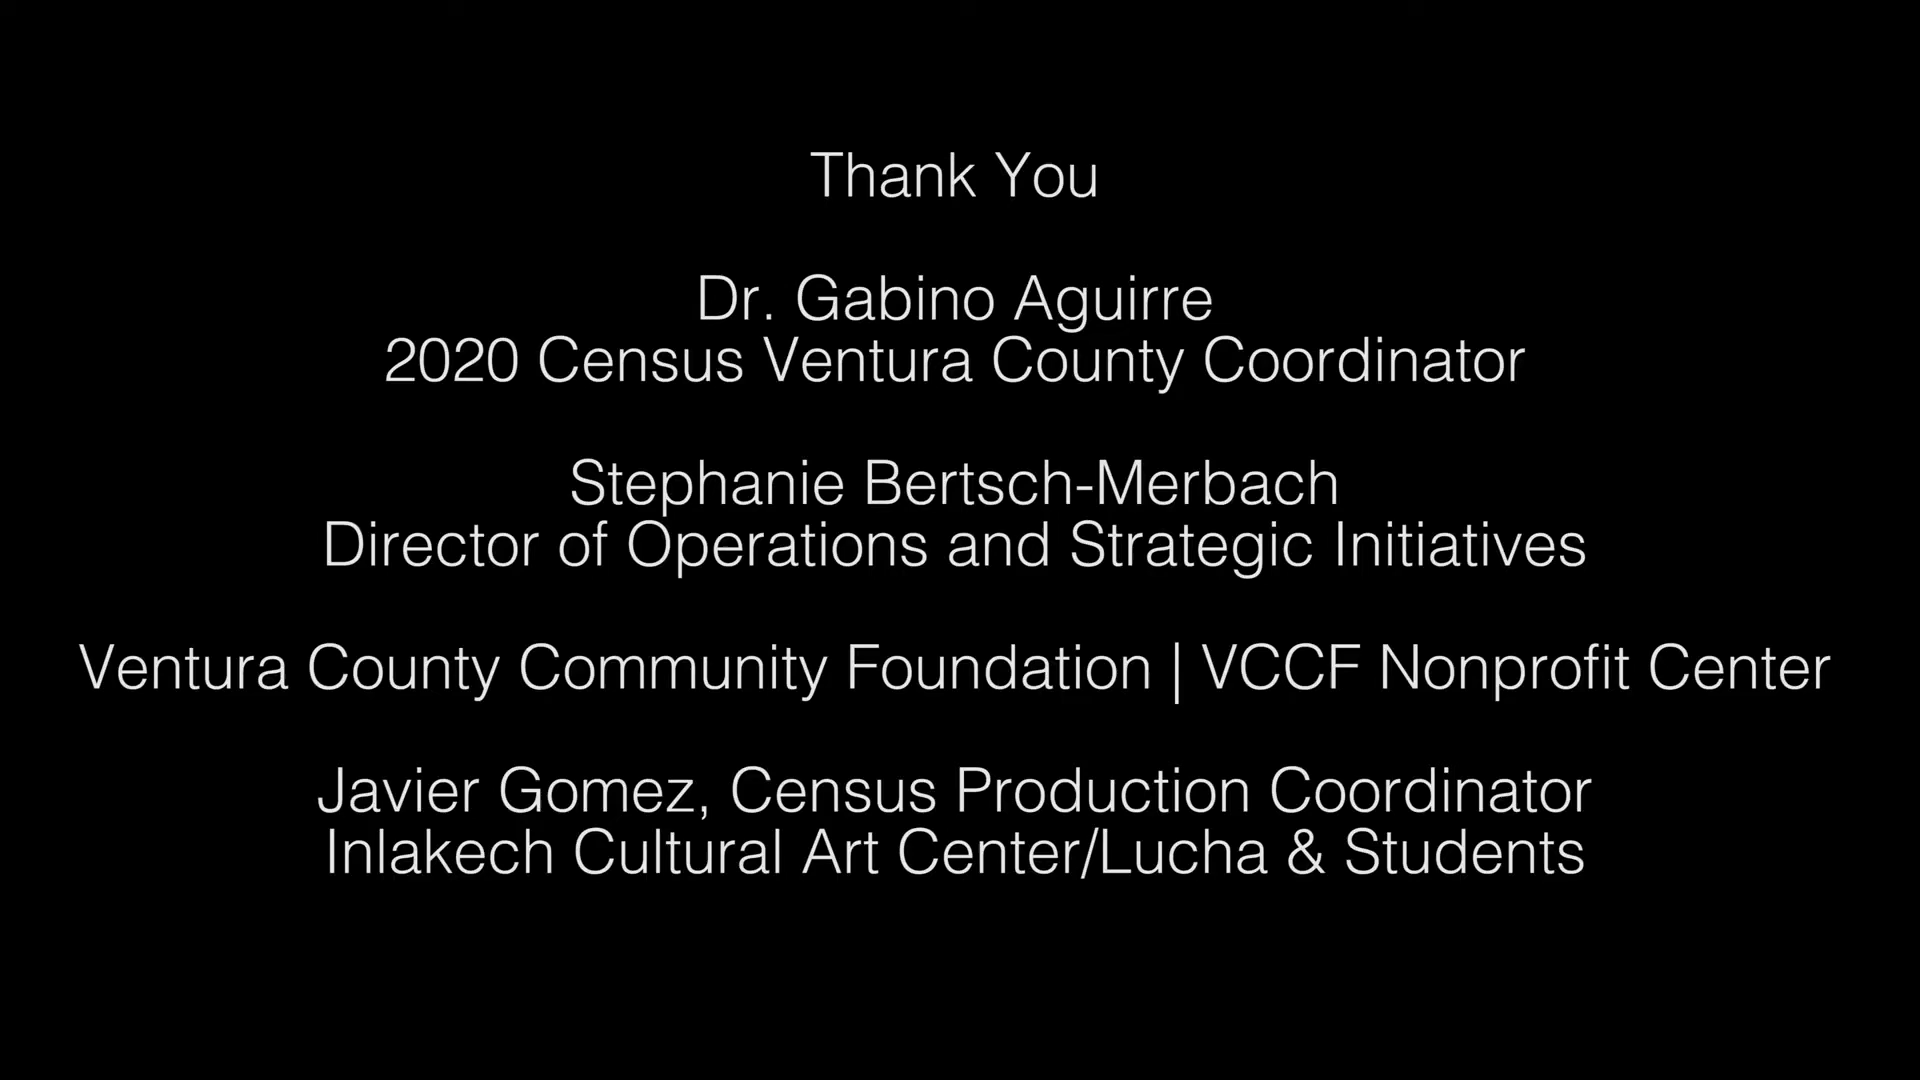 Thank You
Dr. Gabino Aguirre
2020 Census Ventura County Coordinator
Stephanie Bertsch-Merbach
Director of Operations and Strategic Initiatives
Ventura County Community Foundation | VCCF Nonprofit Center
Javier Gomez, Census Production Coordinator
Inlakech Cultural Art Center/Lucha & Students